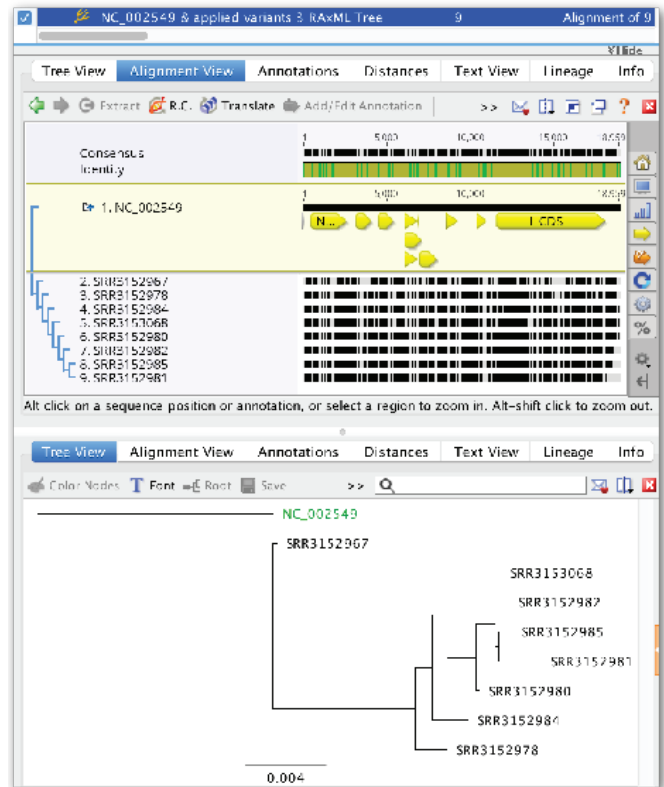 NC_002549 & applied variants 3 RAxML Tree 9 Alignment of 9
Hide
Tree View Alignment View Annotations Distances Text View Lineage Info
Extract R.C. Translate Add/Edit Annotation >> ?
1 5,000 10,000 15,000 18,959
Consensus
Identity
1 5,000 10,000 18,959
1. NC_002549
N... L CDS
2. SRR3152967
3. SRR3152978
4. SRR3152984
5. SRR3153068
6. SRR3152980
7. SRR3152982
8. SRR3152985
9. SRR3152981
%
Alt click on a sequence position or annotation, or select a region to zoom in. Alt-shift click to zoom out.
Tree View Alignment View Annotations Distances Text View Lineage Info
Color Nodes Font Root Save >>
NC_002549
SRR3152967
SRR3153068
SRR3152982
SRR3152985
SRR3152981
SRR3152980
SRR3152984
SRR3152978
0.004